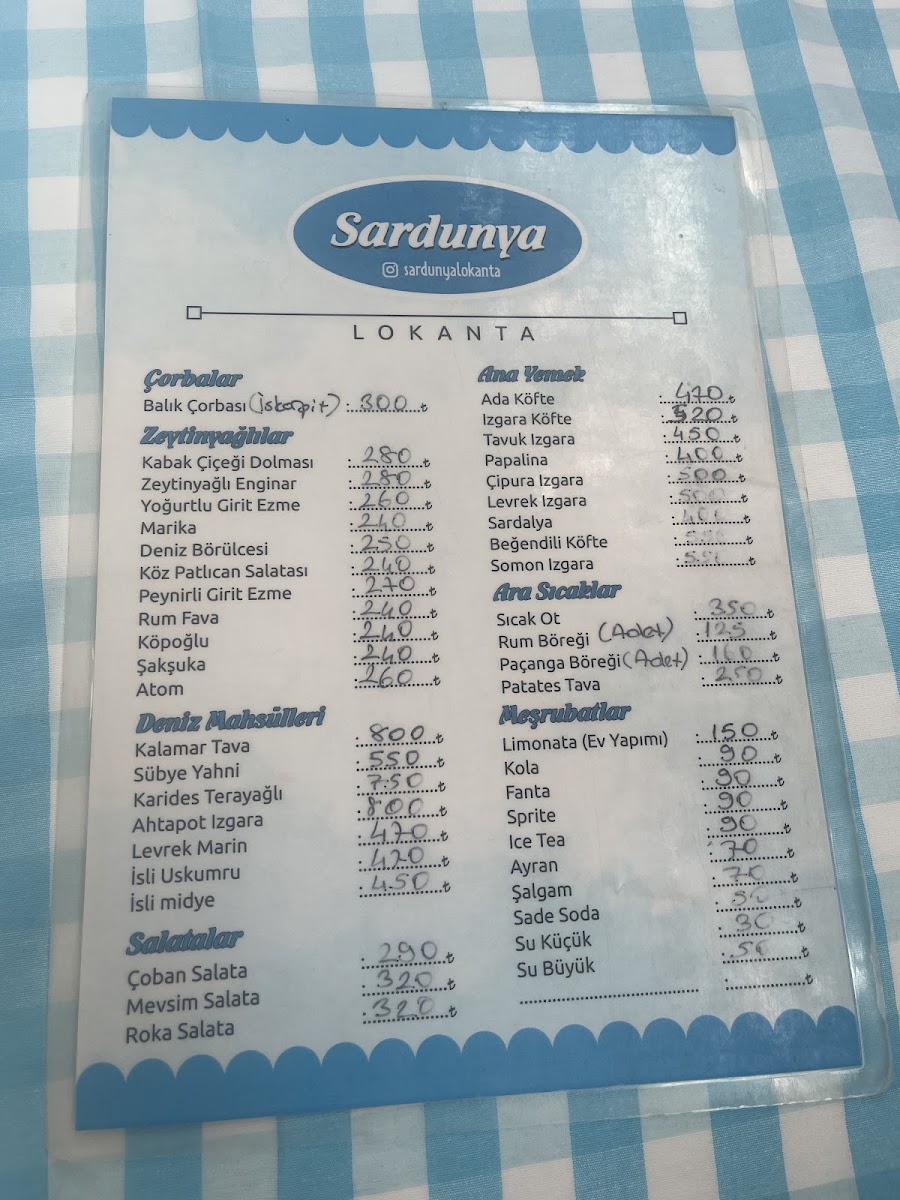 Sardunya
sardunyalokanta
LOKANTA
Çorbalar
Balık Çorbası (İskorpit) : 300 ₺
Zeytinyağlılar
Kabak Çiçeği Dolması : 280 ₺
Zeytinyağlı Enginar : 280 ₺
Yoğurtlu Girit Ezme : 260 ₺
Marika : 240 ₺
Deniz Börülcesi : 250 ₺
Köz Patlıcan Salatası : 240 ₺
Peynirli Girit Ezme : 270 ₺
Rum Fava : 240 ₺
Köpoğlu : 240 ₺
Şakşuka : 240 ₺
Atom : 260 ₺
Deniz Mahsülleri
Kalamar Tava : 800 ₺
Sübye Yahni : 550 ₺
Karides Terayağlı : 750 ₺
Ahtapot Izgara : 800 ₺
Levrek Marin : 470 ₺
İsli Uskumru : 420 ₺
İsli midye : 450 ₺
Salatalar
Çoban Salata : 290 ₺
Mevsim Salata : 320 ₺
Roka Salata : 320 ₺
Ana Yemek
Ada Köfte : 470 ₺
Izgara Köfte : 520 ₺
Tavuk Izgara : 450 ₺
Papalina : 400 ₺
Çipura Izgara : 500 ₺
Levrek Izgara : 500 ₺
Sardalya : 400 ₺
Beğendili Köfte : ₺
Somon Izgara : ₺
Ara Sıcaklar
Sıcak Ot : 350 ₺
Rum Böreği (Adet) : 125 ₺
Paçanga Böreği (Adet) : 160 ₺
Patates Tava : 250 ₺
Meşrubatlar
Limonata (Ev Yapımı) : 150 ₺
Kola : 90 ₺
Fanta : 90 ₺
Sprite : 90 ₺
Ice Tea : 90 ₺
Ayran : 70 ₺
Şalgam : 70 ₺
Sade Soda : 50 ₺
Su Küçük : 30 ₺
Su Büyük : 50 ₺
: ₺